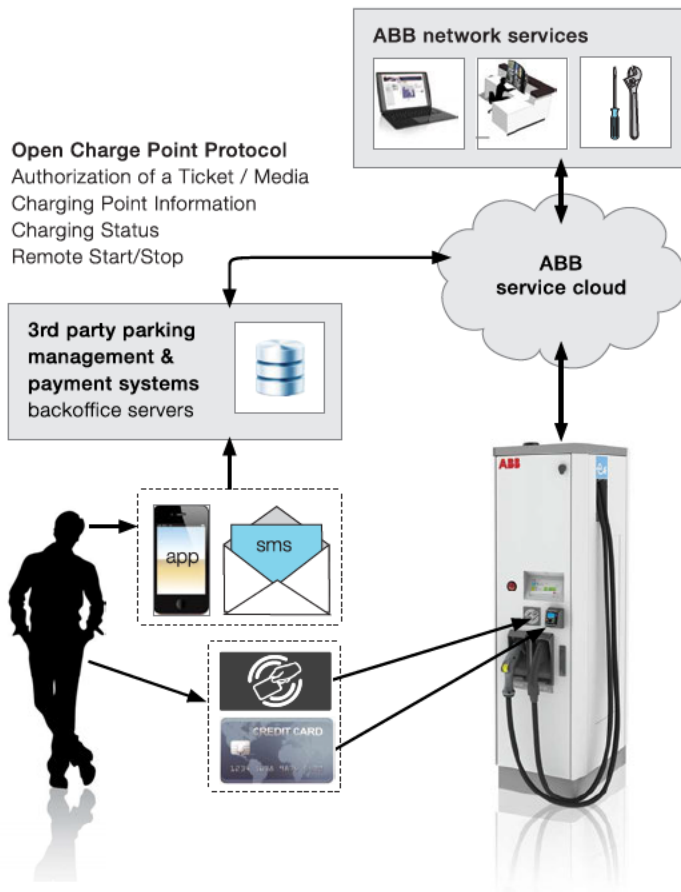 ABB network services
Open Charge Point Protocol
Authorization of a Ticket / Media
Charging Point Information
Charging Status
Remote Start/Stop
ABB
service cloud
3rd party parking
management &
payment systems
backoffice servers
ABB
app
sms
CREDIT CARD